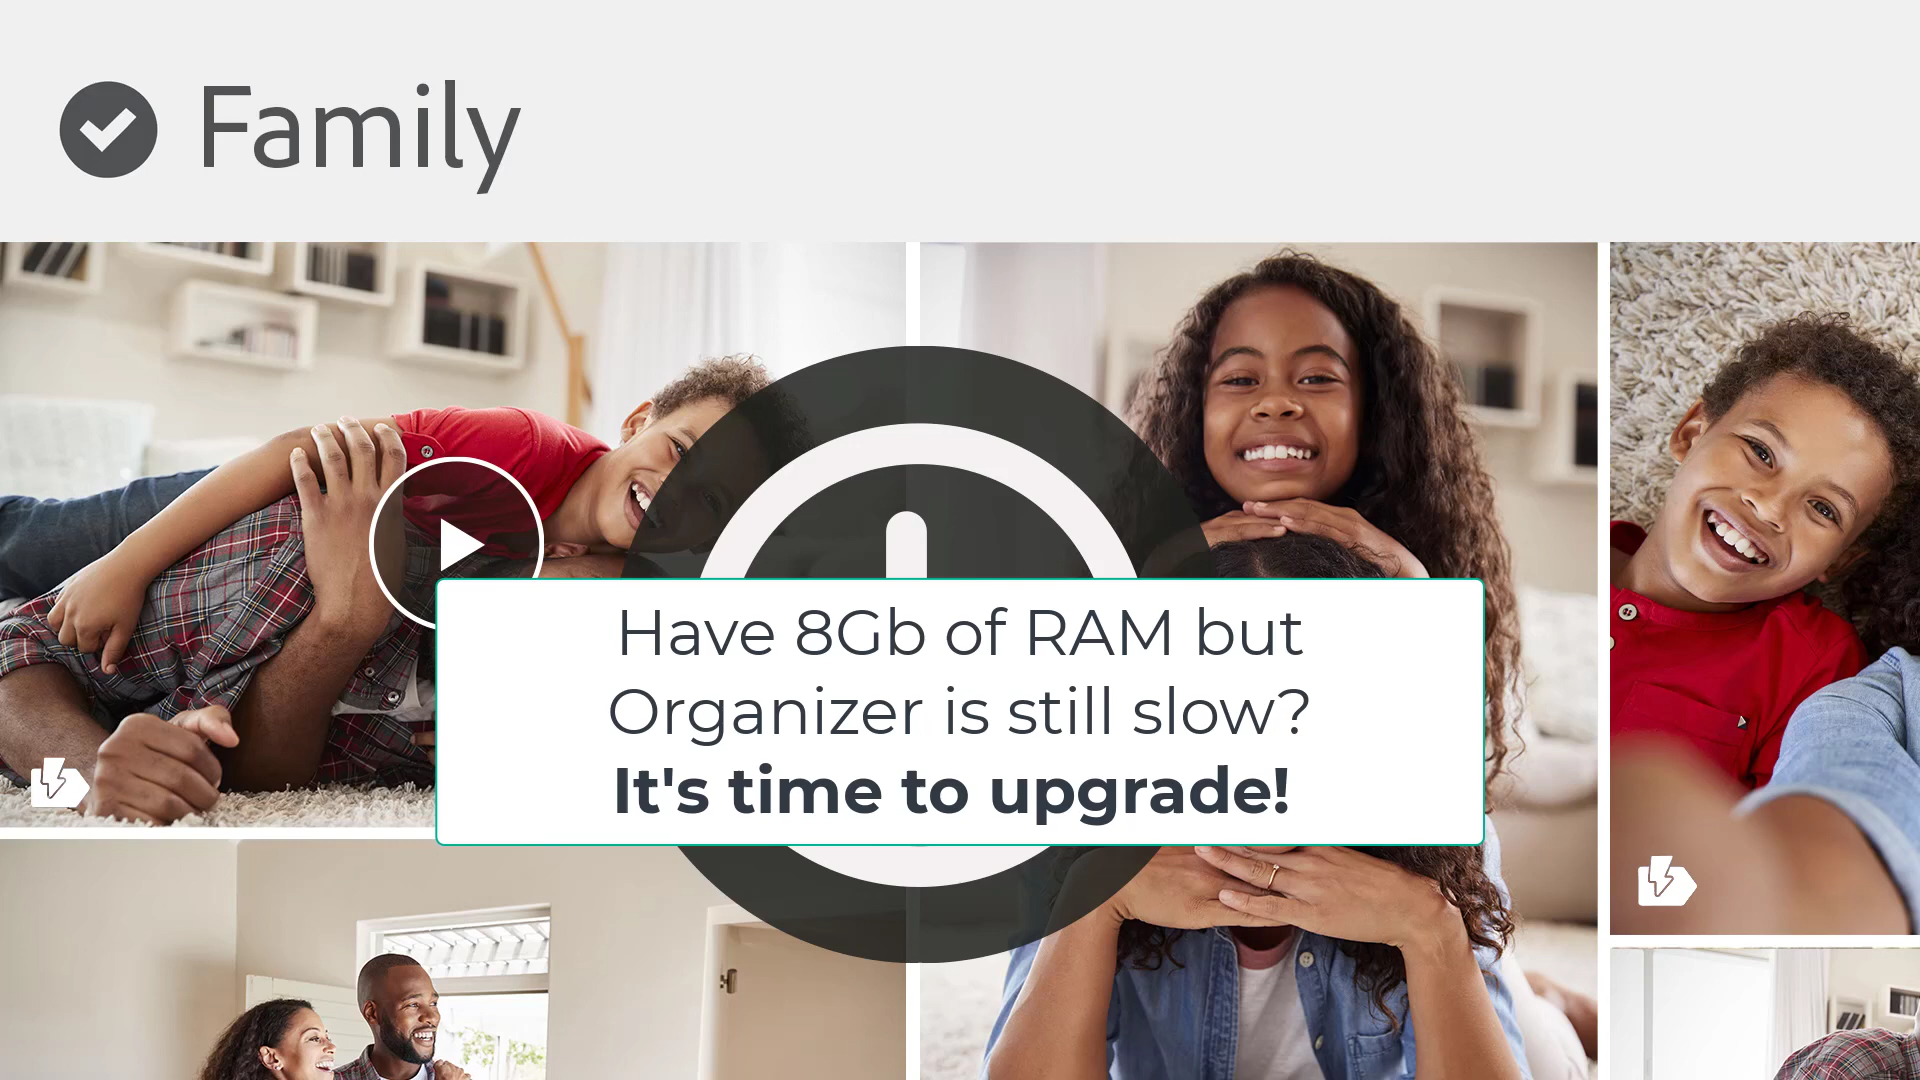 Family
Have 8Gb of RAM but
Organizer is still slow?
It's time to upgrade!